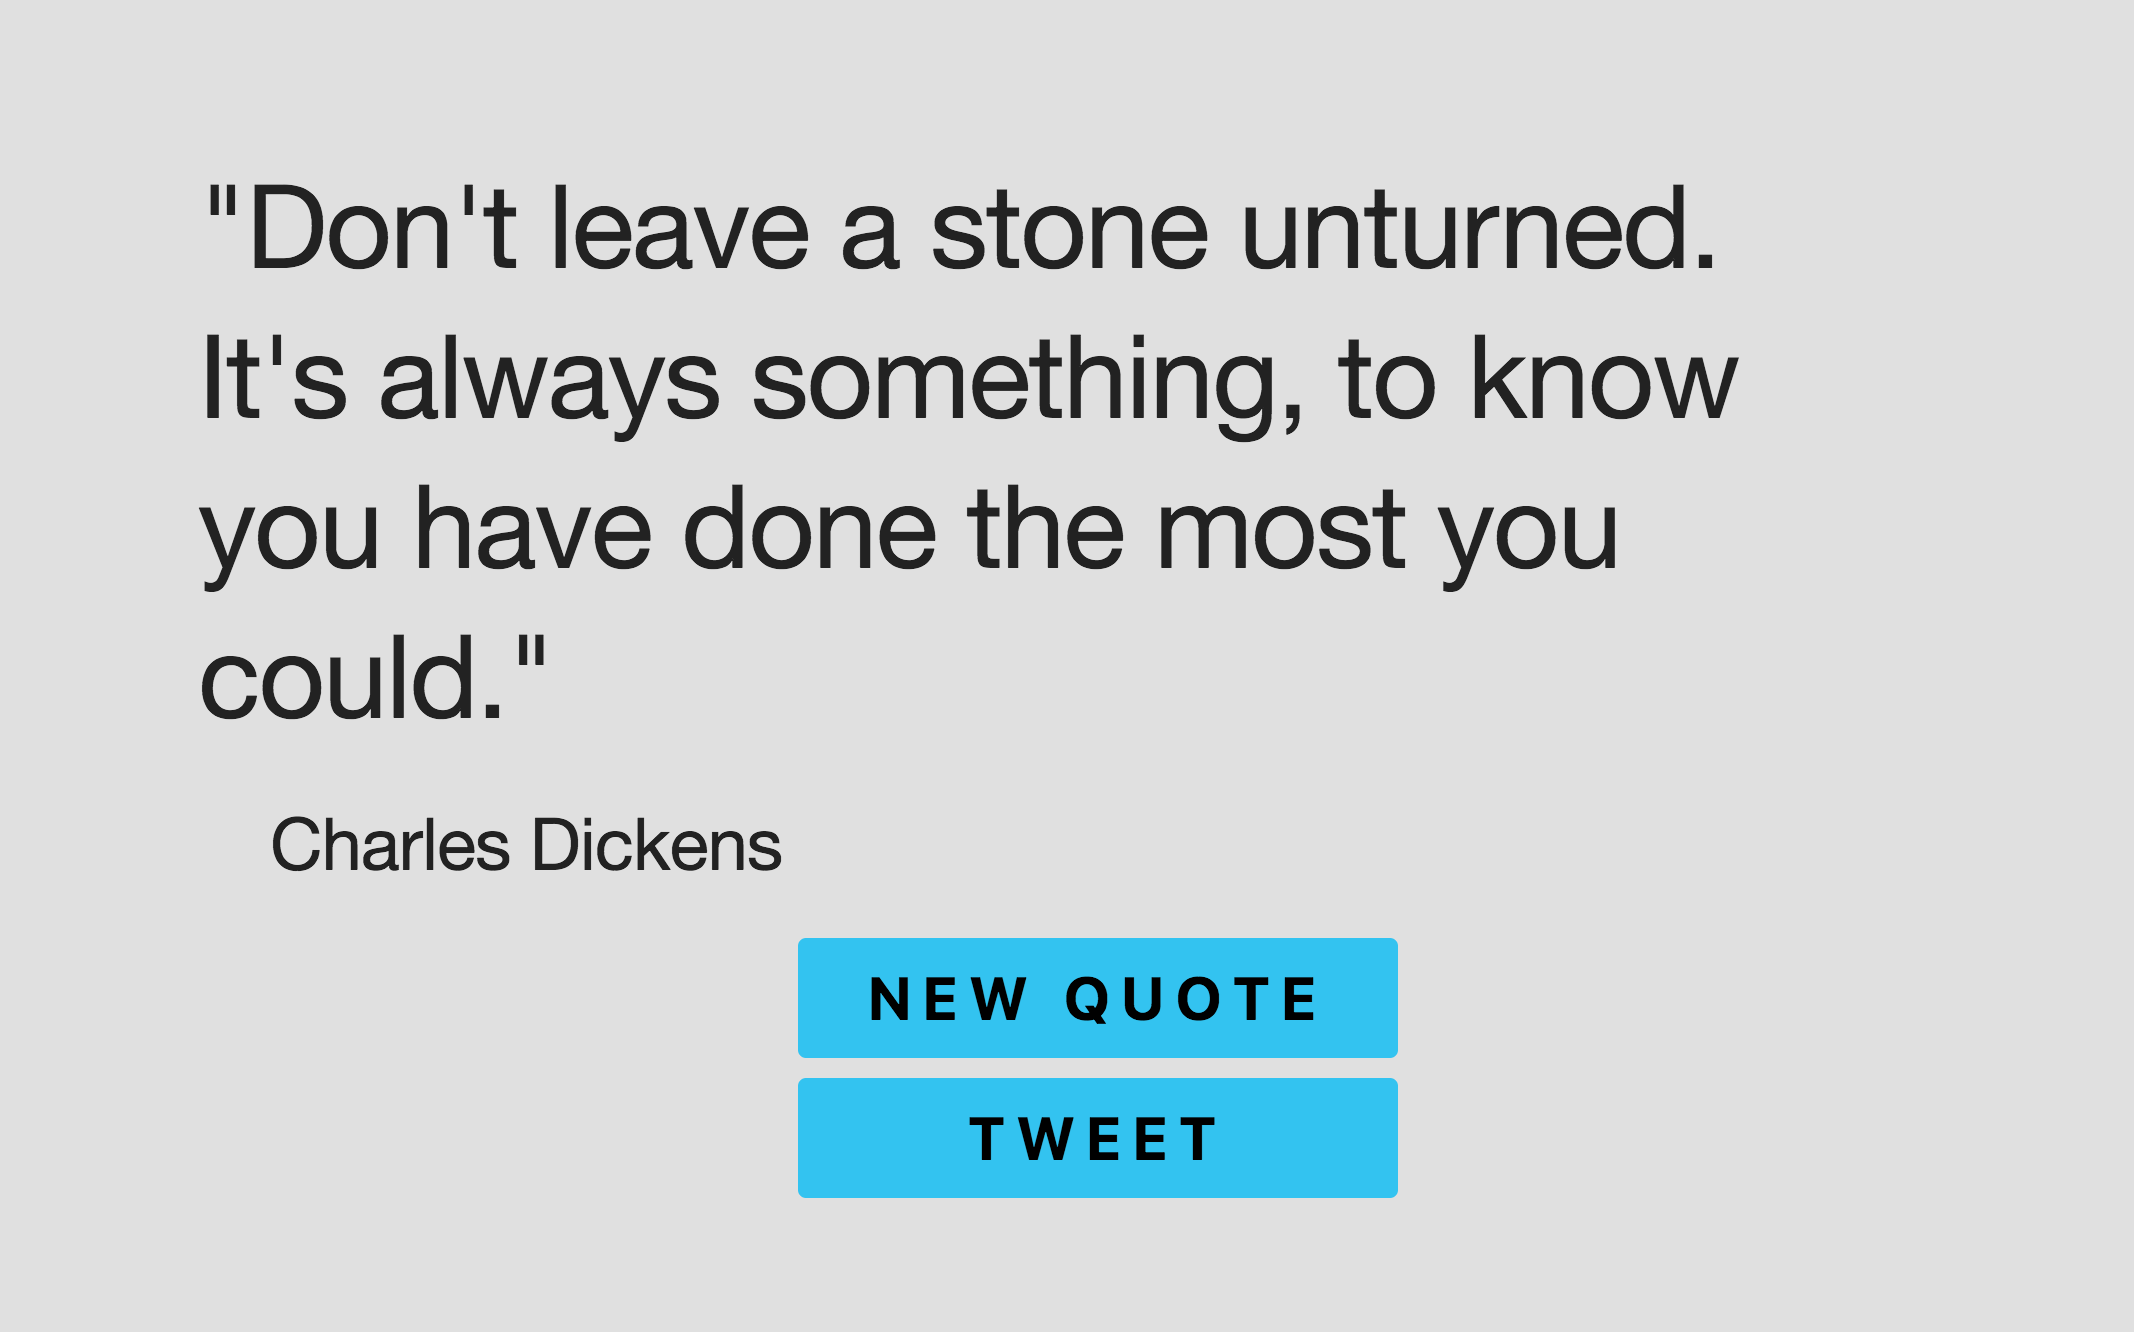 "Don't leave a stone unturned.
It's always something, to know
you have done the most you
could."
Charles Dickens
NEW QUOTE
TWEET